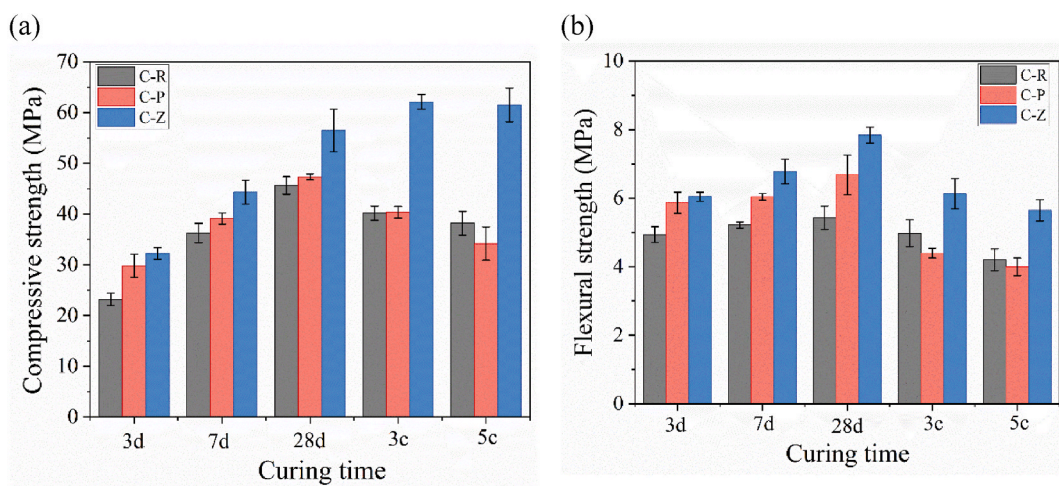 (a)
Compressive strength (MPa)
70
60
50
40
30
20
10
0
C-R
C-P
C-Z
3d 7d 28d 3c 5c
Curing time
(b)
Flexural strength (MPa)
10
8
6
4
2
0
C-R
C-P
C-Z
3d 7d 28d 3c 5c
Curing time